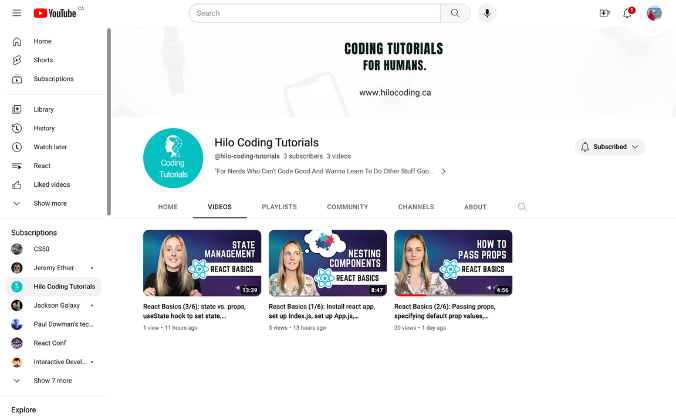 YouTube CA
Search
1
Home
Shorts
Subscriptions
Library
History
Watch later
React
Liked videos
Show more
Subscriptions
CS50
Jeremy Ethier
Hilo Coding Tutorials
Jackson Galaxy
Paul Dowman's tec...
React Conf
Interactive Devel...
Show 7 more
Explore
CODING TUTORIALS
FOR HUMANS.
www.hilocoding.ca
Coding
Tutorials
Hilo Coding Tutorials
@hilo-coding-tutorials 3 subscribers 3 videos
"For Nerds Who Can't Code Good And Wanna Learn To Do Other Stuff Goo...
Subscribed
HOME VIDEOS PLAYLISTS COMMUNITY CHANNELS ABOUT
STATE
MANAGEMENT
REACT BASICS
13:39
React Basics (3/6): state vs. props,
useState hook to set state,...
1 view • 11 hours ago
NESTING
COMPONENTS
REACT BASICS
8:47
React Basics (1/6): Install react app,
set up Index.js, set up App.js,...
3 views • 13 hours ago
HOW TO
PASS PROPS
REACT BASICS
4:56
React Basics (2/6): Passing props,
specifying default prop values,...
20 views • 1 day ago